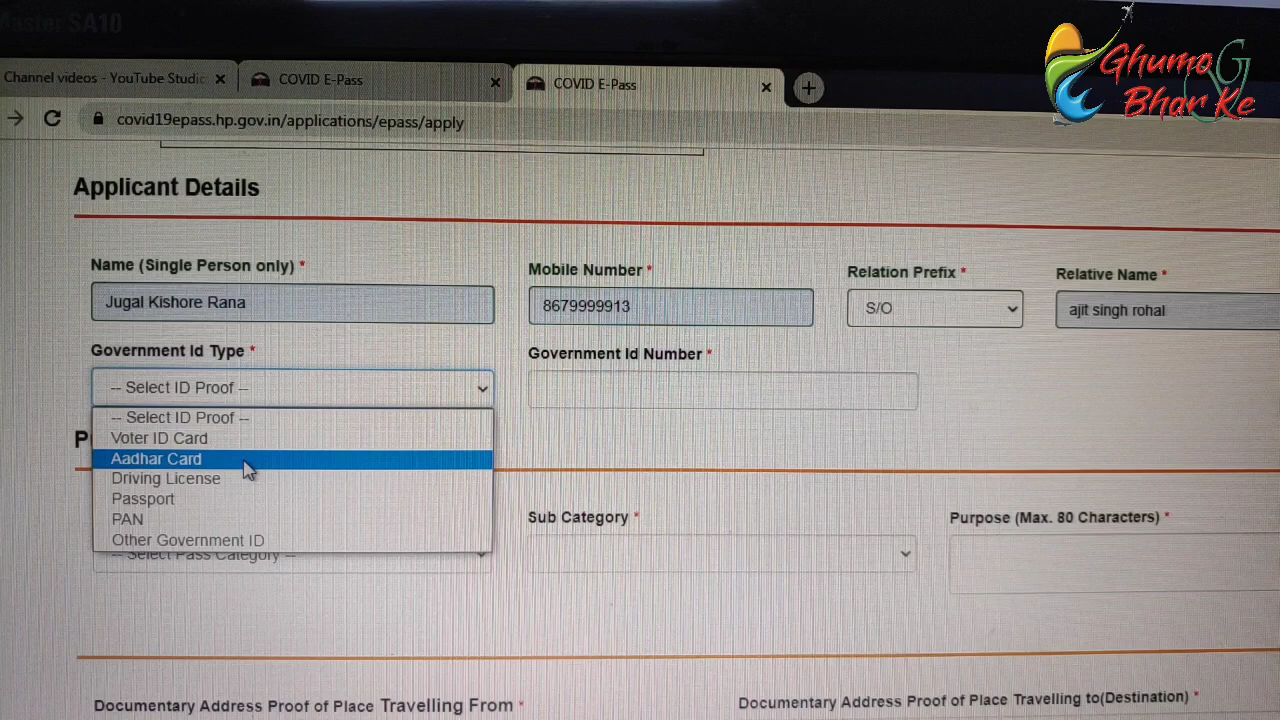 Master SA10
Ghumo G
Bhar Ke
Channel videos - YouTube Studic
COVID E-Pass
COVID E-Pass
covid19epass.hp.gov.in/applications/epass/apply
Applicant Details
Name (Single Person only) *
Mobile Number *
Relation Prefix *
Relative Name *
Jugal Kishore Rana
8679999913
S/O
ajit singh rohal
Government Id Type *
Government Id Number *
-- Select ID Proof --
-- Select ID Proof --
Voter ID Card
P
Aadhar Card
Driving License
Passport
PAN
Other Government ID
-- Select Pass Category --
Sub Category *
Purpose (Max. 80 Characters) *
Documentary Address Proof of Place Travelling From *
Documentary Address Proof of Place Travelling to(Destination) *